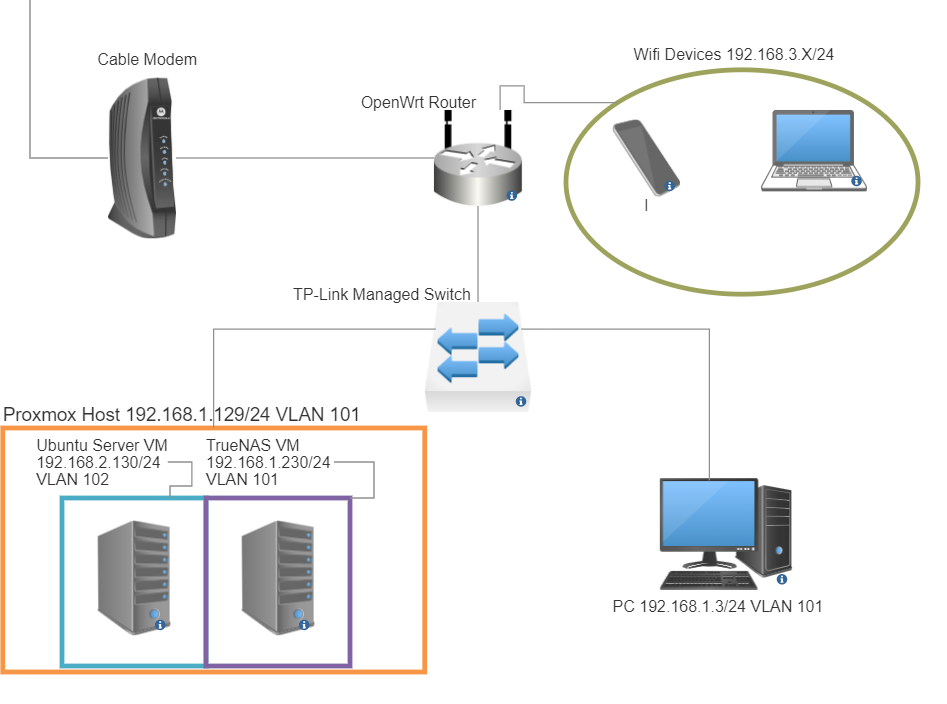 Cable Modem
OpenWrt Router
Wifi Devices 192.168.3.X/24
TP-Link Managed Switch
Proxmox Host 192.168.1.129/24 VLAN 101
Ubuntu Server VM
192.168.2.130/24
VLAN 102
TrueNAS VM
192.168.1.230/24
VLAN 101
PC 192.168.1.3/24 VLAN 101